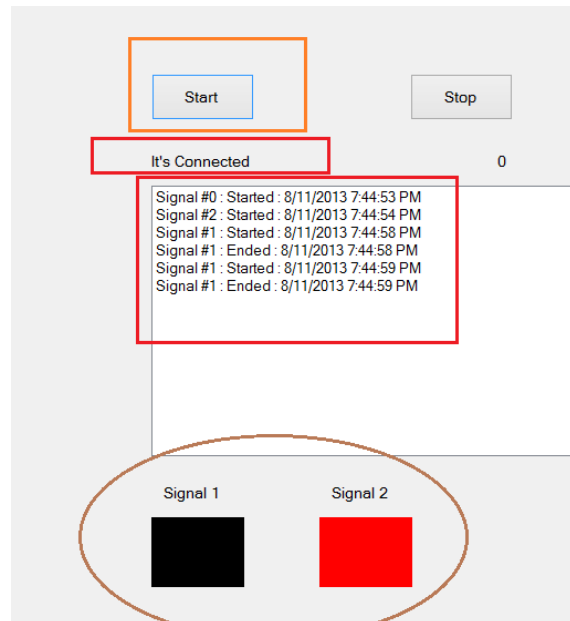 Start Stop
It's Connected 0
Signal #0 : Started : 8/11/2013 7:44:53 PM
Signal #2 : Started : 8/11/2013 7:44:54 PM
Signal #1 : Started : 8/11/2013 7:44:58 PM
Signal #1 : Ended : 8/11/2013 7:44:58 PM
Signal #1 : Started : 8/11/2013 7:44:59 PM
Signal #1 : Ended : 8/11/2013 7:44:59 PM
Signal 1 Signal 2